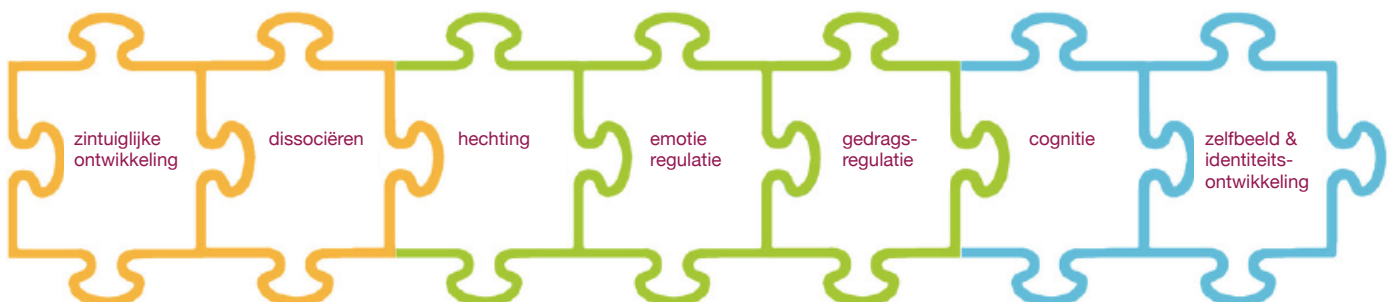 zintuiglijke
ontwikkeling
dissociëren
hechting
emotie
regulatie
gedrags-
regulatie
cognitie
zelfbeeld &
identiteits-
ontwikkeling